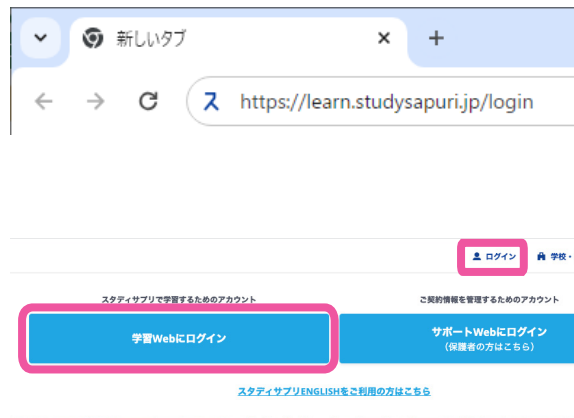 新しいタブ
https://learn.studysapuri.jp/login
ログイン 学校・
スタディサプリで学習するためのアカウント
学習Webにログイン
ご契約情報を管理するためのアカウント
サポートWebにログイン
(保護者の方はこちら)
スタディサプリENGLISHをご利用の方はこちら